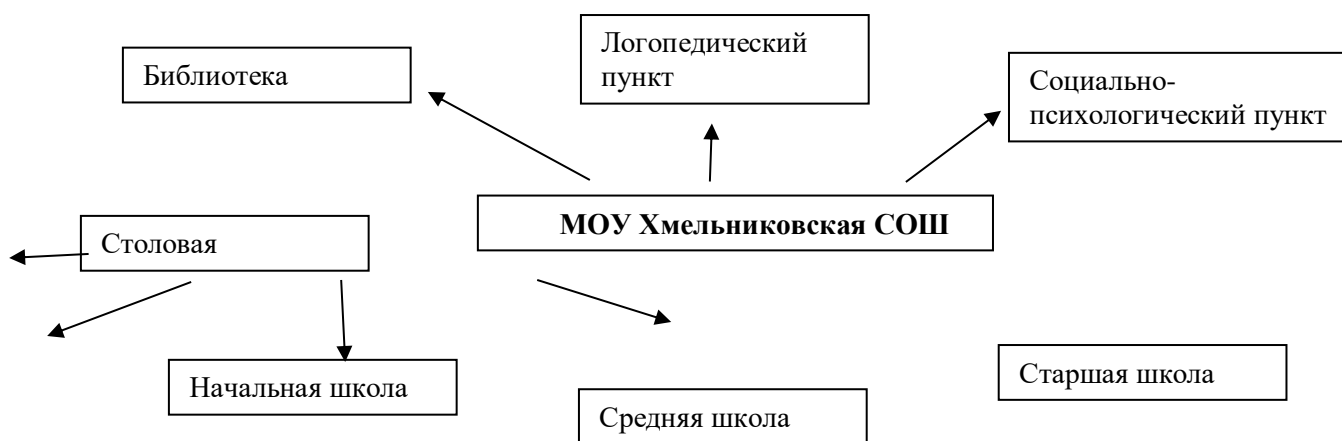 Библиотека
Логопедический
пункт
Социально-
психологический пункт
МОУ Хмельниковская СОШ
Столовая
Начальная школа
Средняя школа
Старшая школа